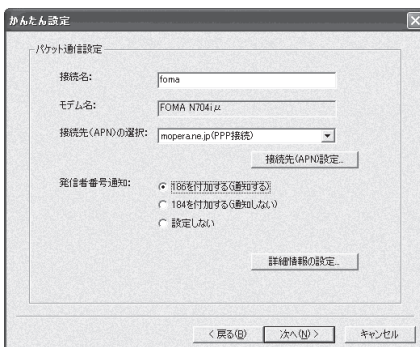 かんたん設定
パケット通信設定
接続名: foma
モデム名: FOMA N704iμ
接続先(APN)の選択: mopera.ne.jp(PPP接続)
接続先(APN)設定...
発信者番号通知: 186を付加する(通知する)
184を付加する(通知しない)
設定しない
詳細情報の設定...
< 戻る(B) 次へ(N) > キャンセル